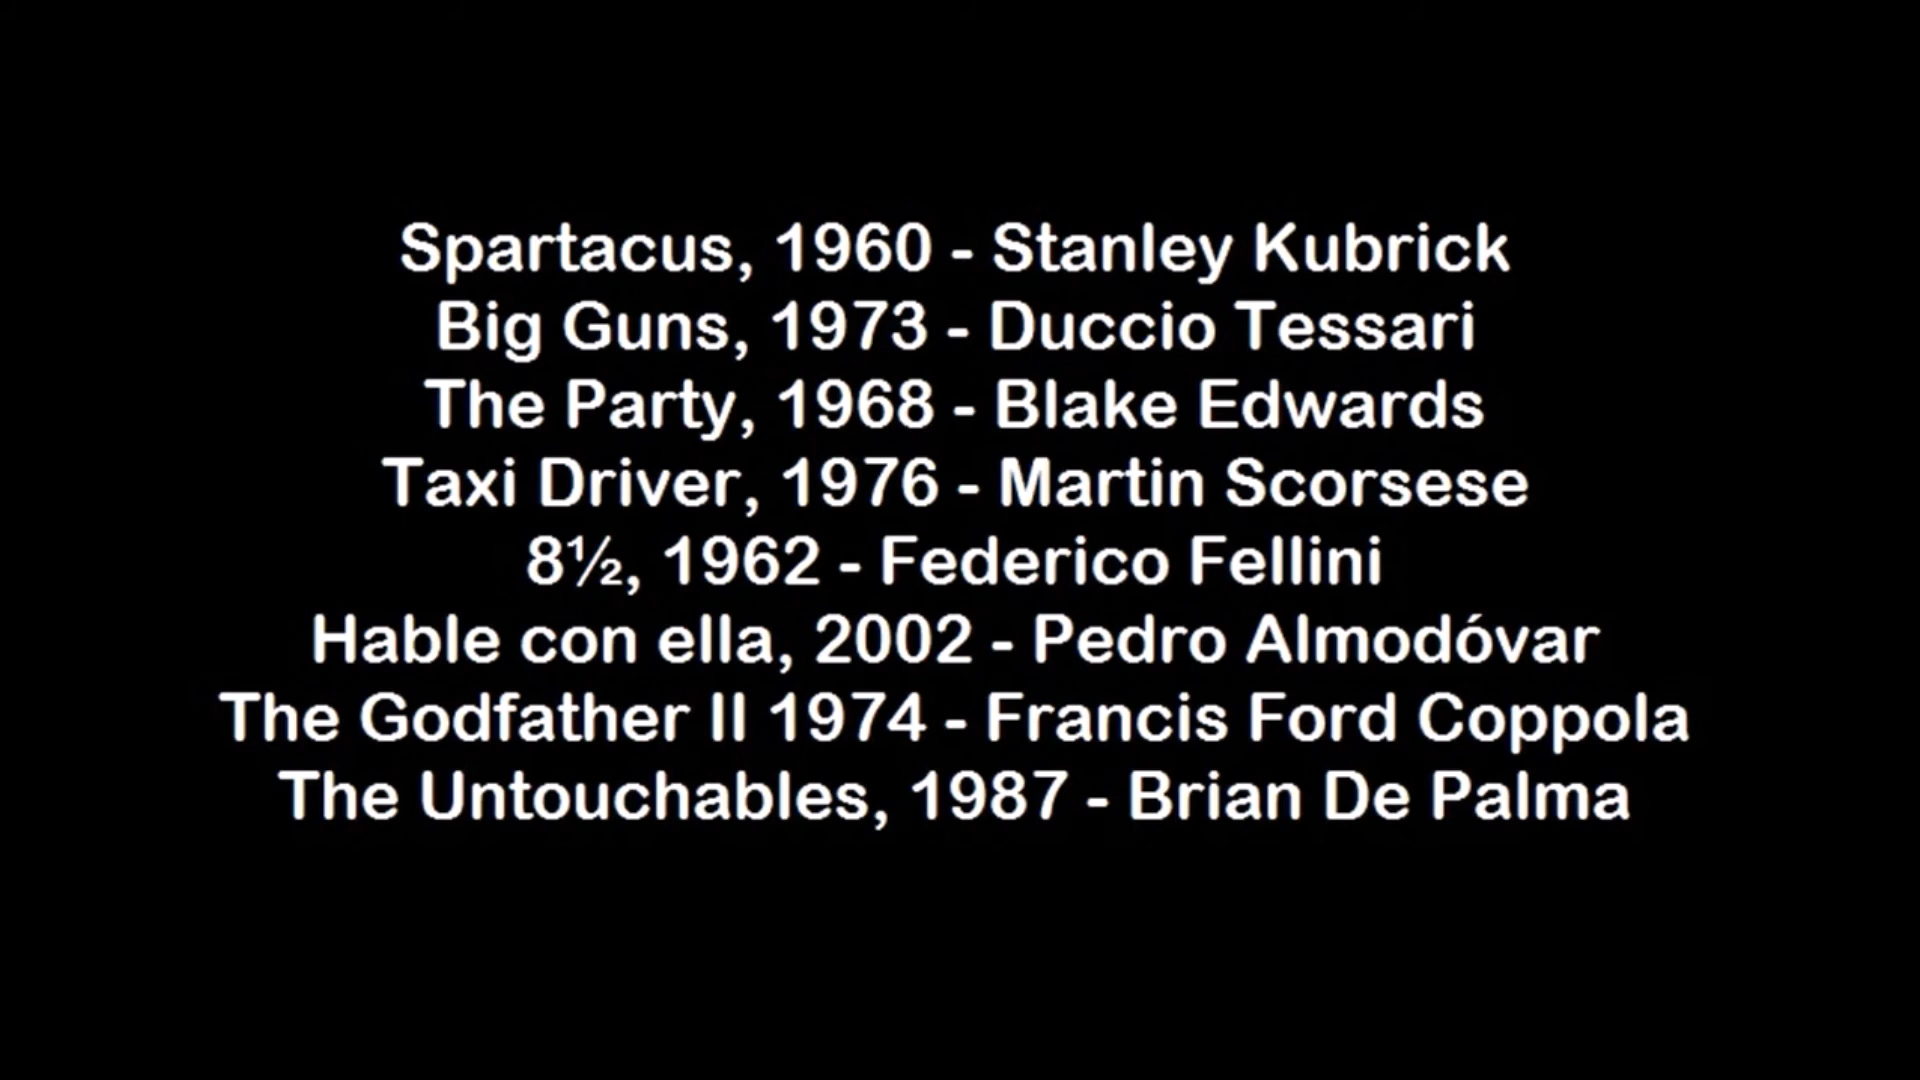 Spartacus, 1960 - Stanley Kubrick
Big Guns, 1973 - Duccio Tessari
The Party, 1968 - Blake Edwards
Taxi Driver, 1976 - Martin Scorsese
8½, 1962 - Federico Fellini
Hable con ella, 2002 - Pedro Almodóvar
The Godfather II 1974 - Francis Ford Coppola
The Untouchables, 1987 - Brian De Palma